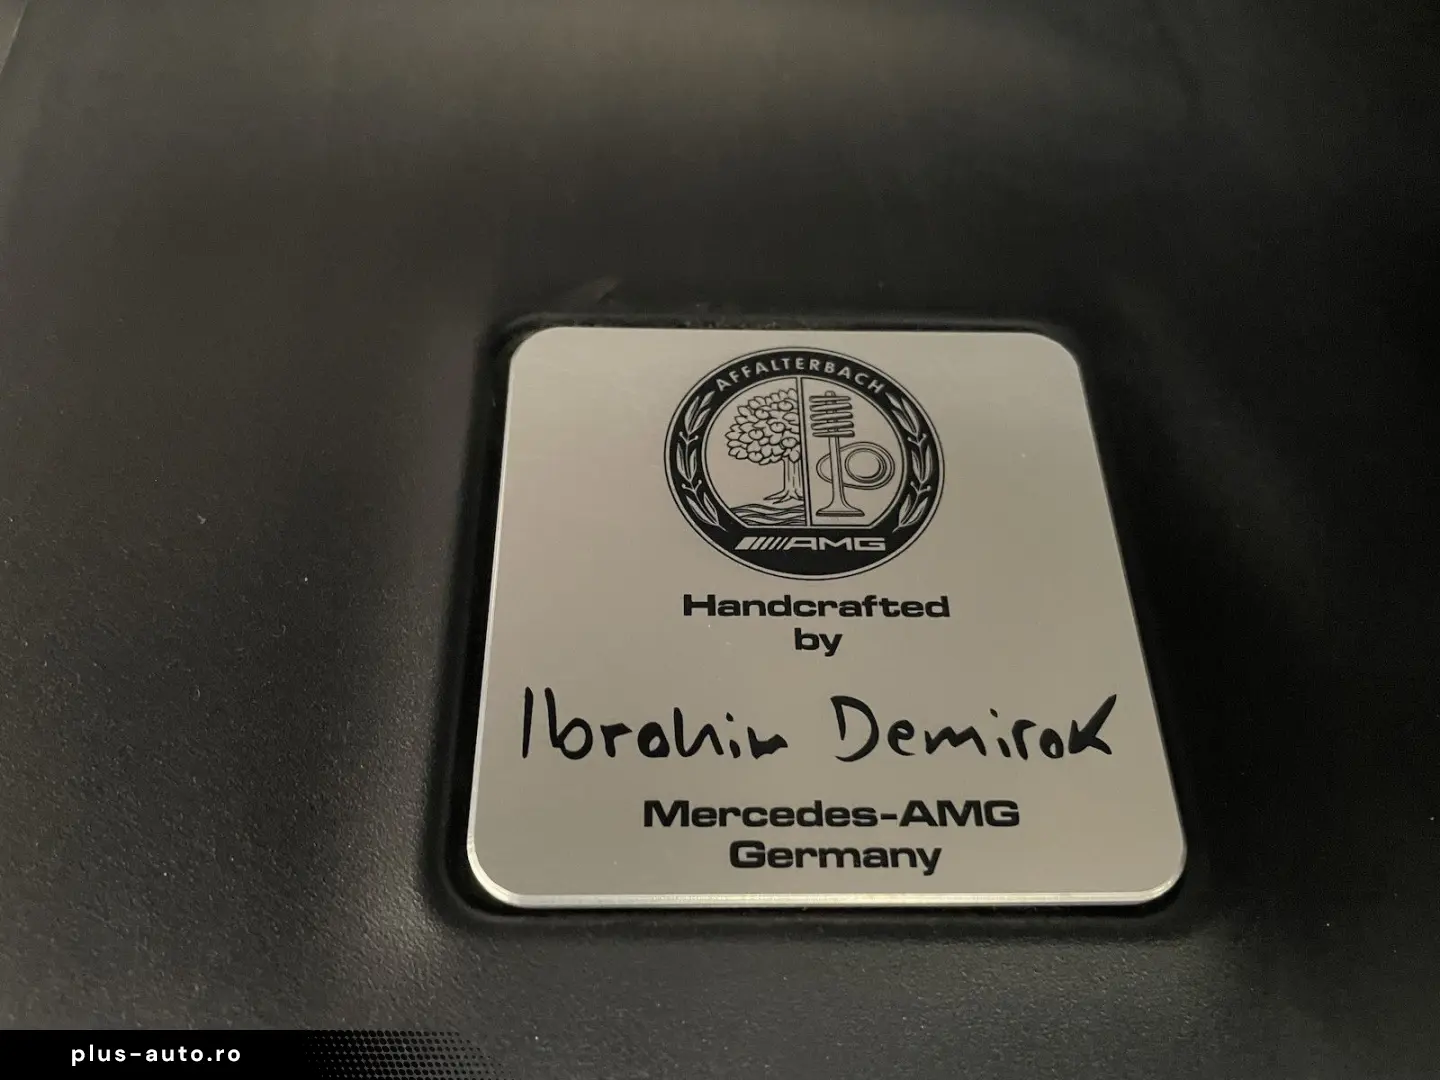 AFFALTERBACH
AMG
Handcrafted
by
Ibrahim Demirok
Mercedes-AMG
Germany
plus-auto.ro